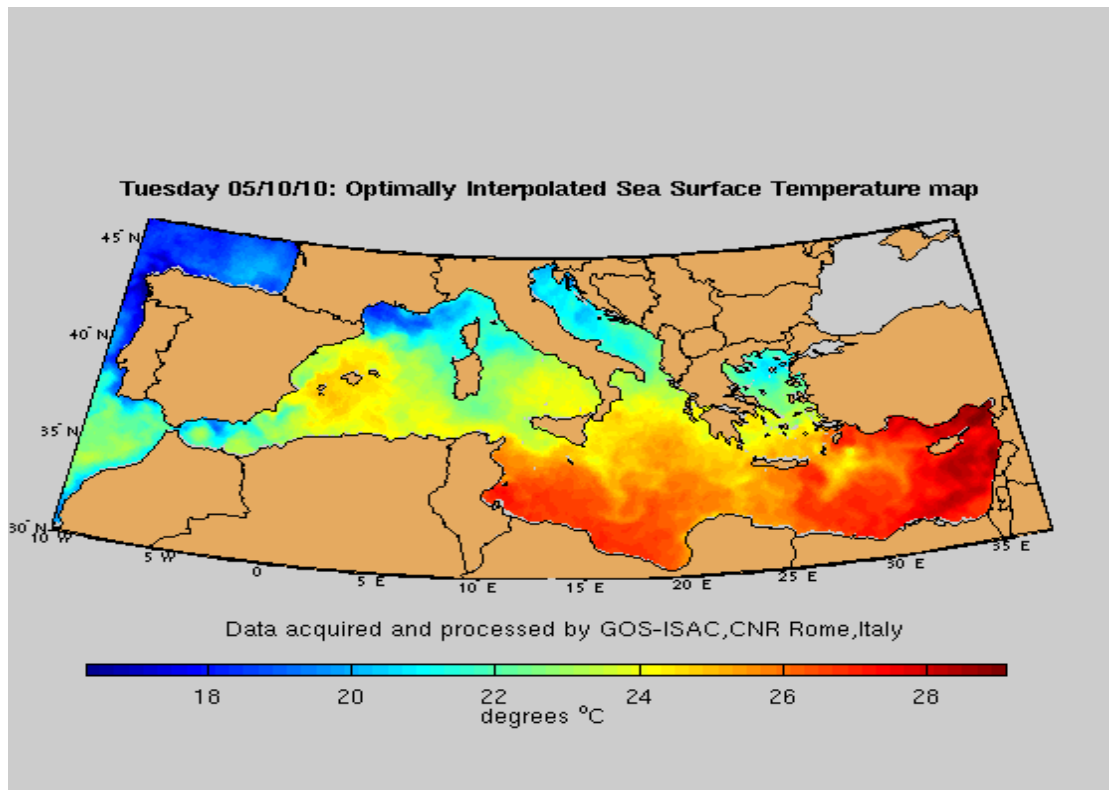 Tuesday 05/10/10: Optimally Interpolated Sea Surface Temperature map
45° N
40° N
35° N
30° N
10° W
5° W
0
5° E
10° E
15° E
20° E
25° E
30° E
35° E
Data acquired and processed by GOS-ISAC,CNR Rome,Italy
18 20 22 24 26 28
degrees °C